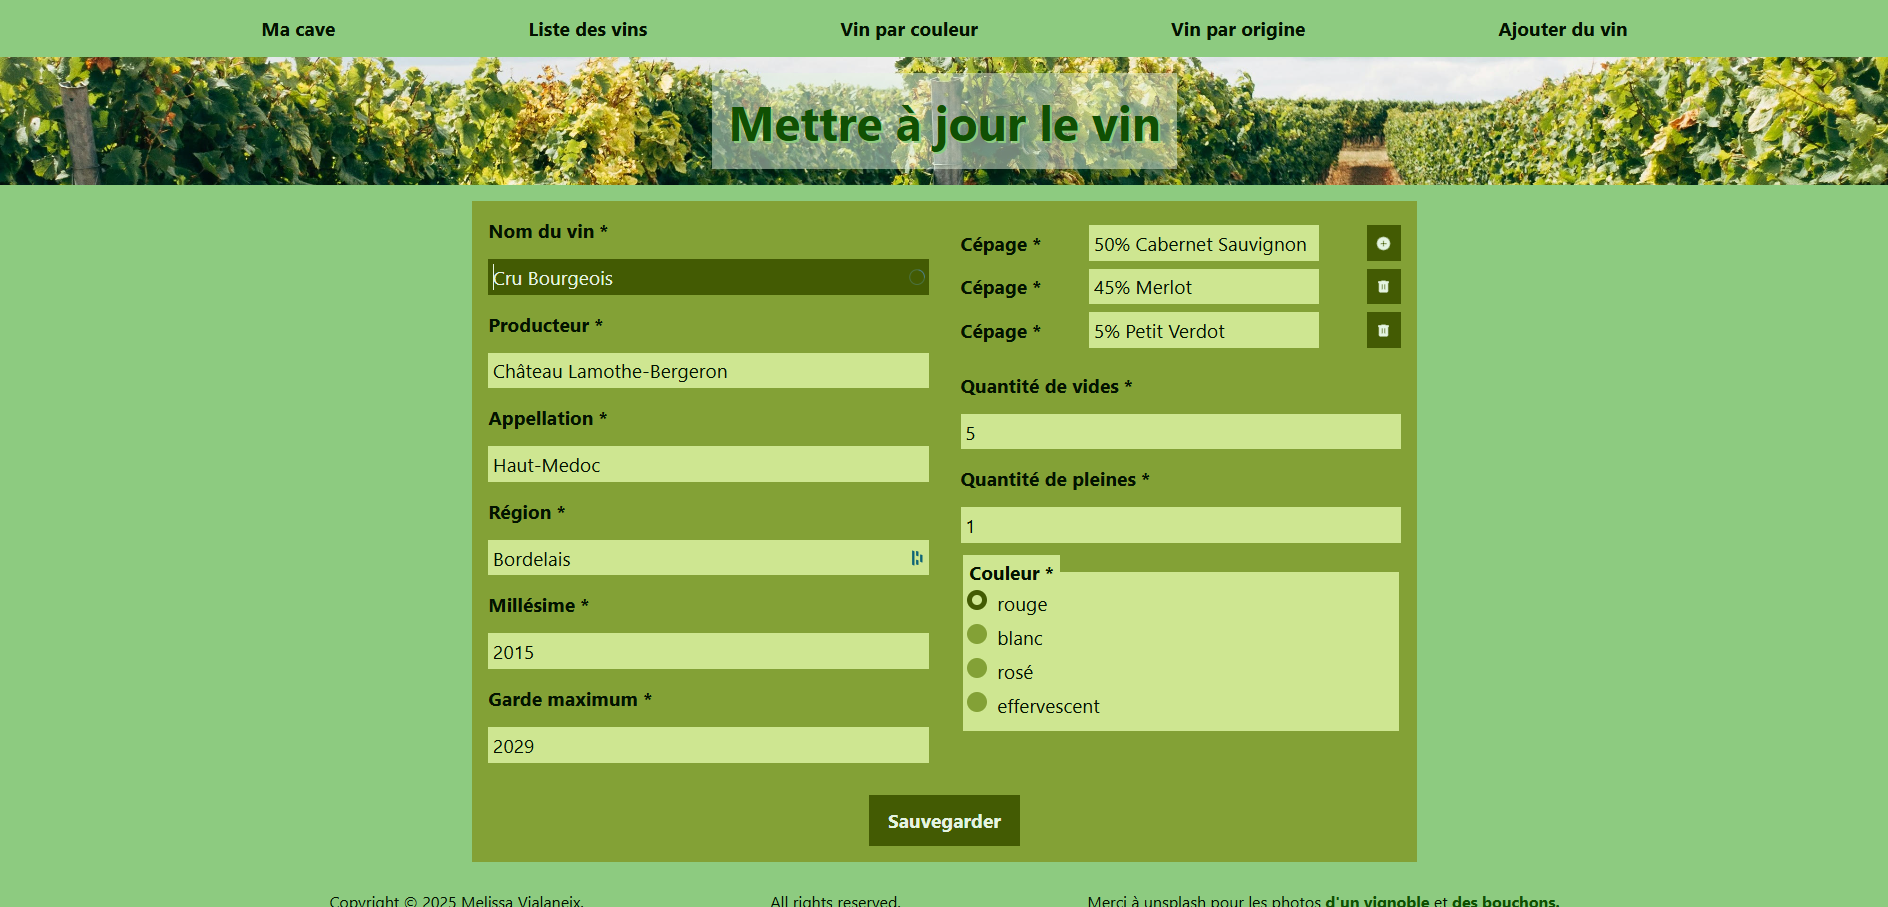 Ma cave
Liste des vins
Vin par couleur
Vin par origine
Ajouter du vin
Mettre à jour le vin
Nom du vin *
Cru Bourgeois
Producteur *
Château Lamothe-Bergeron
Appellation *
Haut-Medoc
Région *
Bordelais
Millésime *
2015
Garde maximum *
2029
Cépage *
50% Cabernet Sauvignon
Cépage *
45% Merlot
Cépage *
5% Petit Verdot
Quantité de vides *
5
Quantité de pleines *
1
Couleur *
rouge
blanc
rosé
effervescent
Sauvegarder
Copyright © 2025 Melissa Vialaneix.
All rights reserved.
Merci à unsplash pour les photos d'un vignoble et des bouchons.